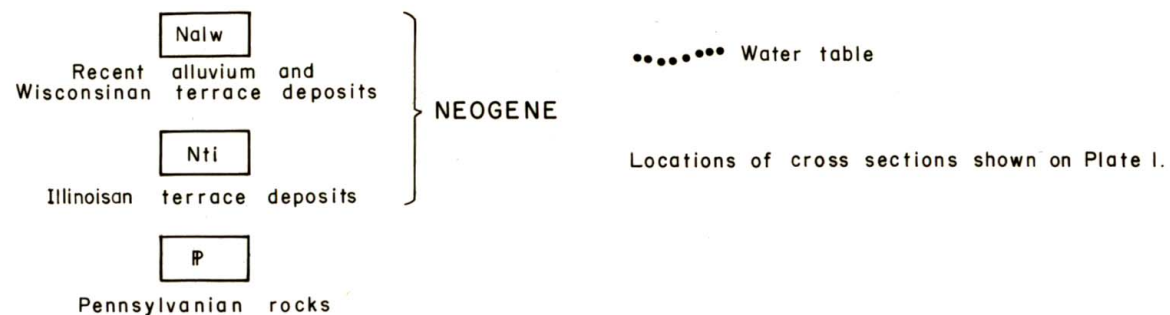 Nalw
Recent alluvium and
Wisconsinan terrace deposits
NEOGENE
Nti
Illinoisan terrace deposits
ℙ
Pennsylvanian rocks
Water table
Locations of cross sections shown on Plate I.